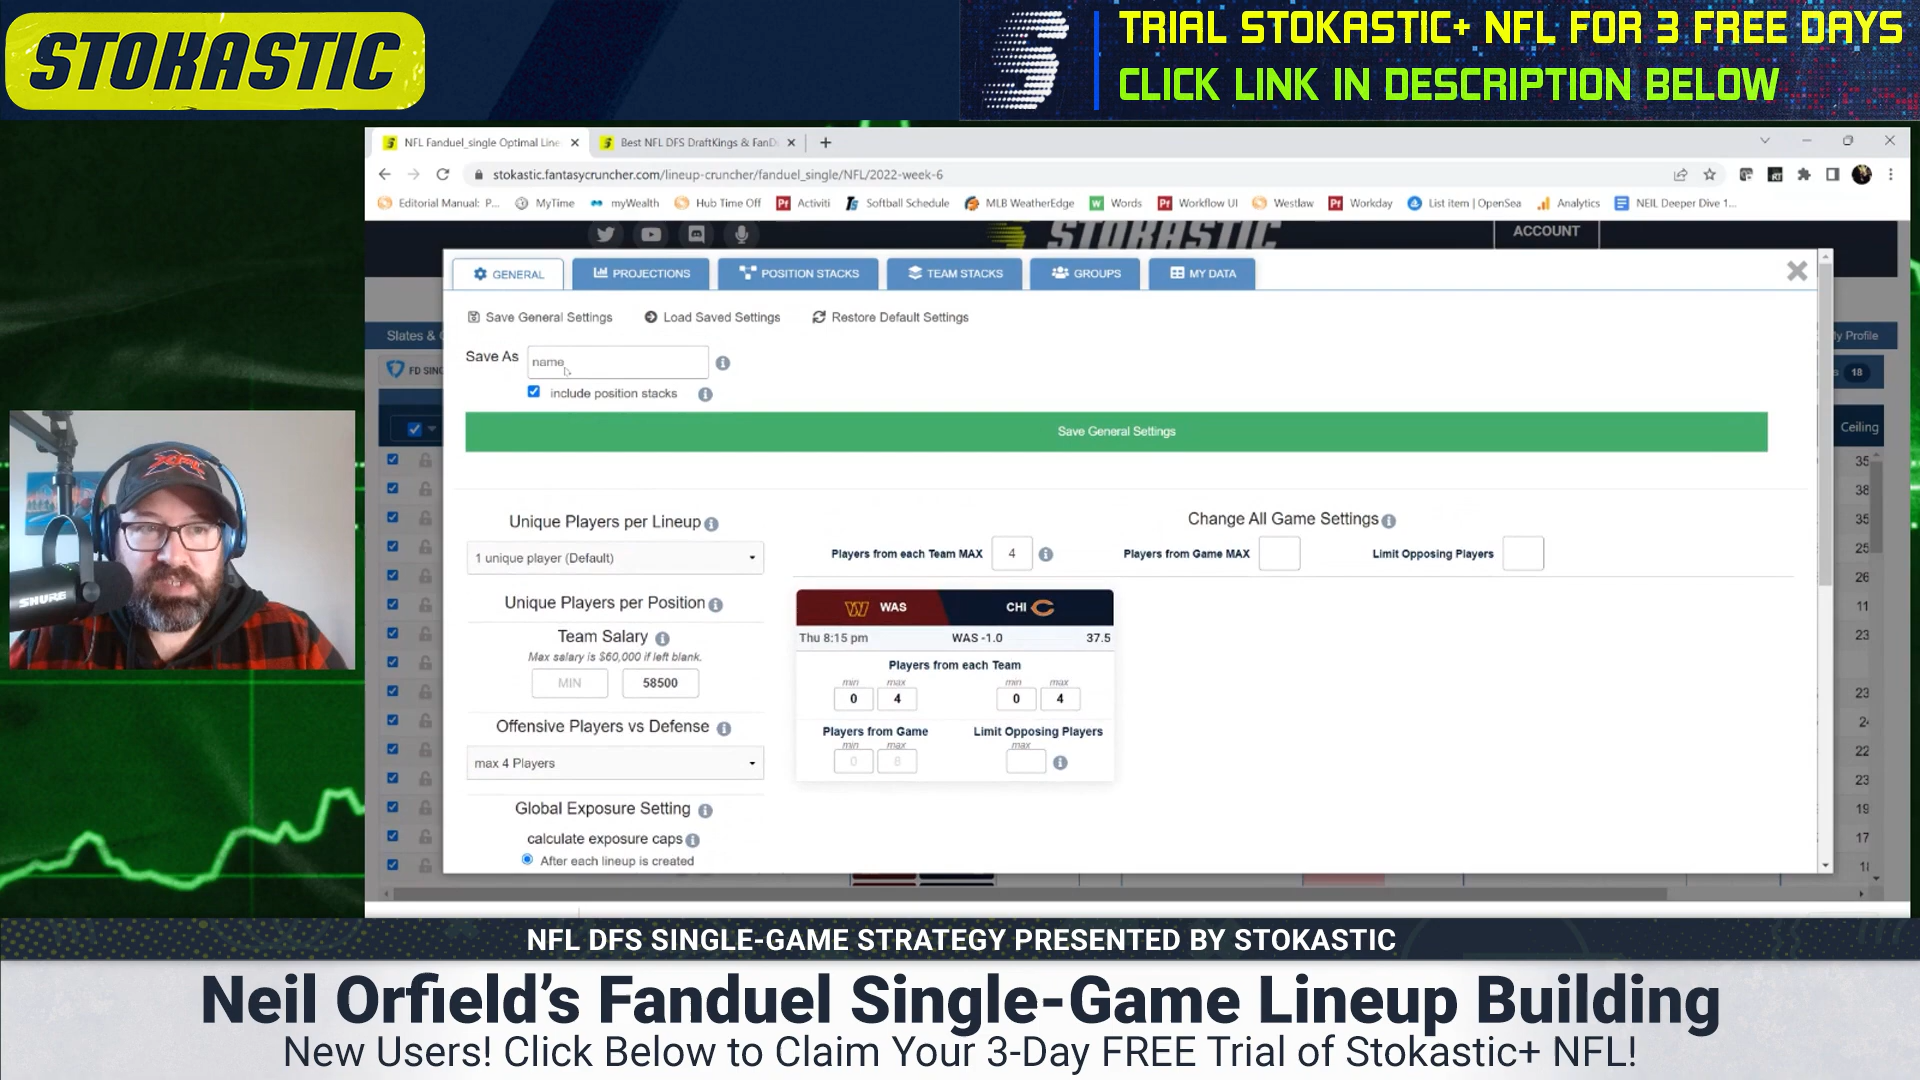 STOKASTIC
TRIAL STOKASTIC+ NFL FOR 3 FREE DAYS
CLICK LINK IN DESCRIPTION BELOW
NFL Fanduel_single Optimal Line
Best NFL DFS DraftKings & FanD
stokastic.fantasycruncher.com/lineup-cruncher/fanduel_single/NFL/2022-week-6
Editorial Manual: P... MyTime myWealth Hub Time Off Activiti Softball Schedule MLB WeatherEdge Words Workflow UI Westlaw Workday List item | OpenSea Analytics NEIL Deeper Dive 1...
STOKASTIC
ACCOUNT
GENERAL PROJECTIONS POSITION STACKS TEAM STACKS GROUPS MY DATA
Save General Settings Load Saved Settings Restore Default Settings
Slates &
My Profile
Save As name
FD SING
18
include position stacks
Save General Settings
Ceiling
35
38
35
25
26
11
23
23
24
22
23
19
17
18
Unique Players per Lineup
1 unique player (Default)
Change All Game Settings
Players from each Team MAX 4
Players from Game MAX
Limit Opposing Players
Unique Players per Position
Team Salary
Max salary is $60,000 if left blank.
MIN 58500
WAS CHI
Thu 8:15 pm WAS -1.0 37.5
Players from each Team
min max min max
0 4 0 4
Players from Game Limit Opposing Players
min max max
0 8
Offensive Players vs Defense
max 4 Players
Global Exposure Setting
calculate exposure caps
After each lineup is created
SHURE
NFL DFS SINGLE-GAME STRATEGY PRESENTED BY STOKASTIC
Neil Orfield's Fanduel Single-Game Lineup Building
New Users! Click Below to Claim Your 3-Day FREE Trial of Stokastic+ NFL!